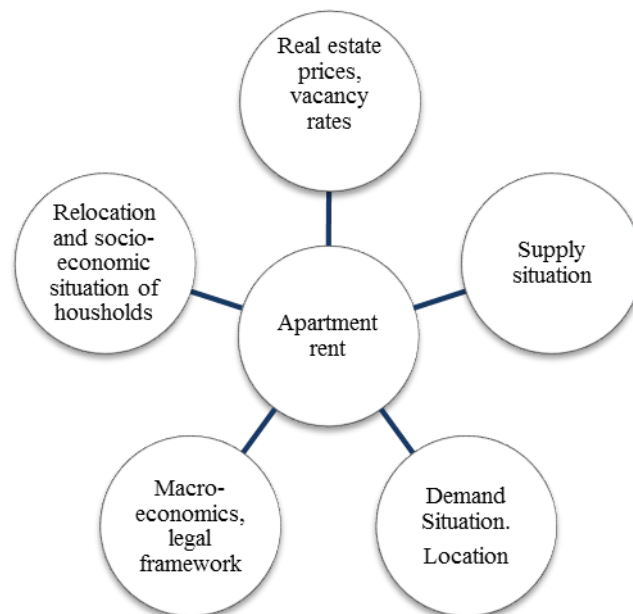 Real estate
prices,
vacancy
rates
Relocation
and socio-
economic
situation of
housholds
Supply
situation
Apartment
rent
Macro-
economics,
legal
framework
Demand
Situation.
Location